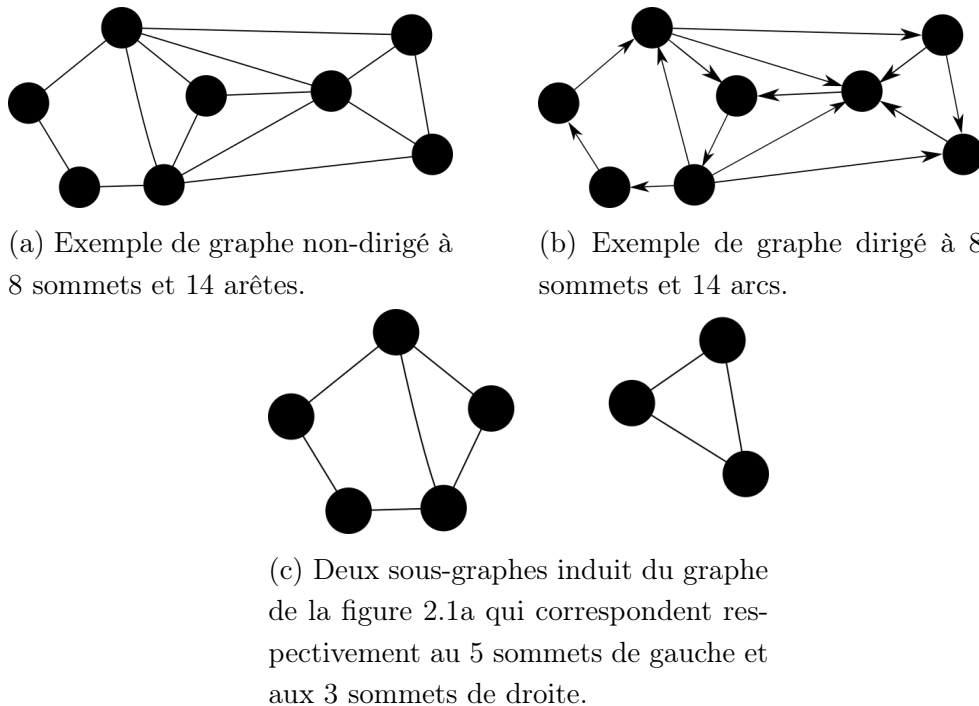 (a) Exemple de graphe non-dirigé à
8 sommets et 14 arêtes.
(b) Exemple de graphe dirigé à 8
sommets et 14 arcs.
(c) Deux sous-graphes induit du graphe
de la figure 2.1a qui correspondent res-
pectivement au 5 sommets de gauche et
aux 3 sommets de droite.